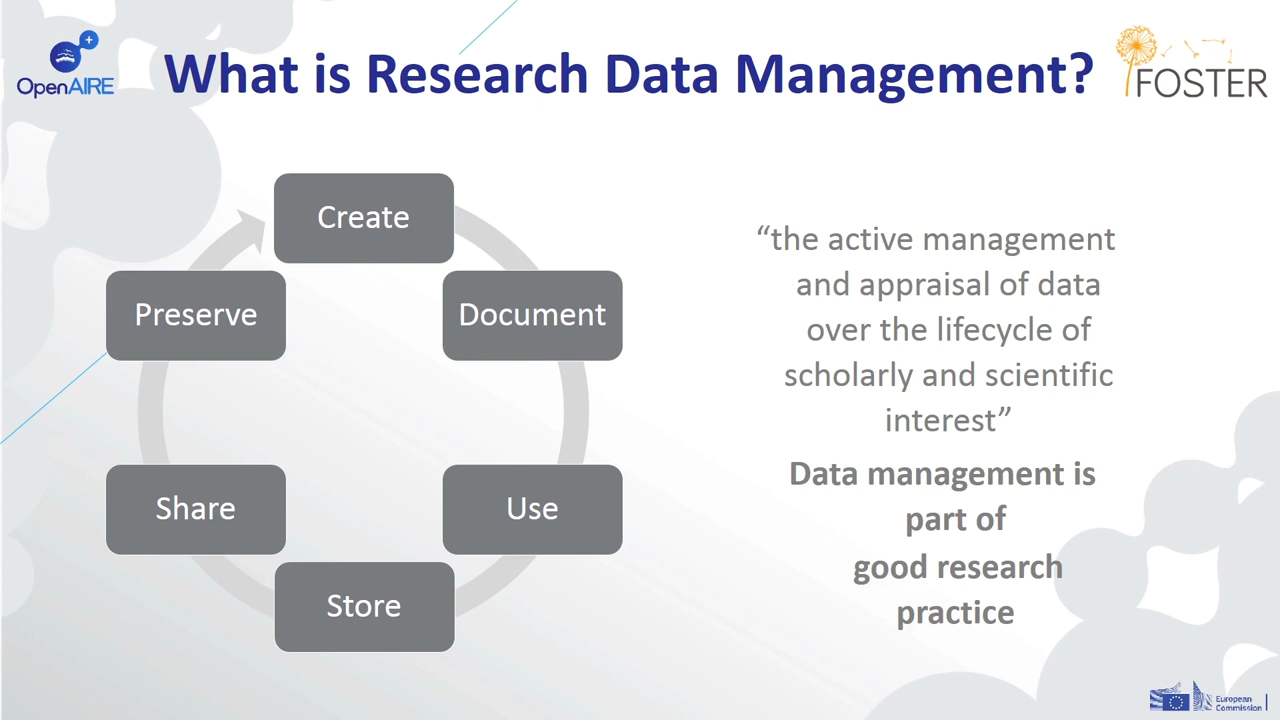 OpenAIRE
What is Research Data Management?
FOSTER
Create
Document
Use
Store
Share
Preserve
“the active management
and appraisal of data
over the lifecycle of
scholarly and scientific
interest”
Data management is
part of
good research
practice
European
Commission